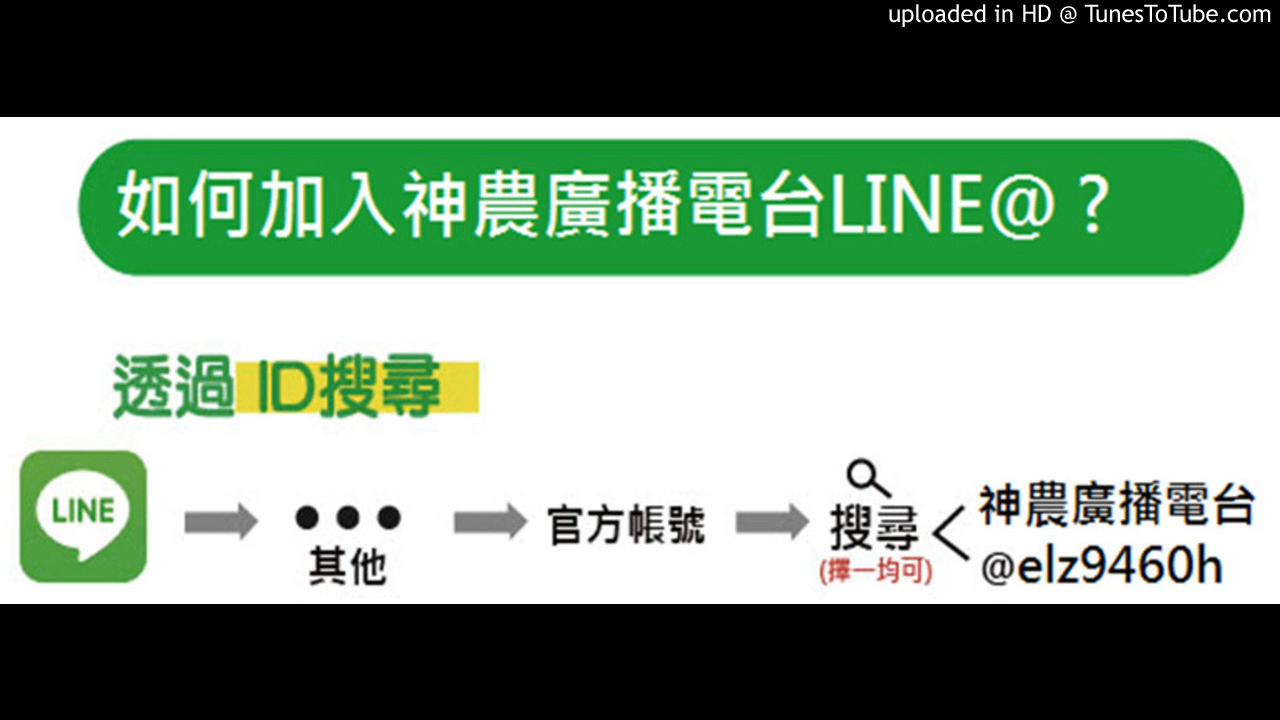 uploaded in HD @ TunesToTube.com
如何加入神農廣播電台LINE@？
透過 ID搜尋
LINE
其他
官方帳號
搜尋
(擇一均可)
神農廣播電台
@elz9460h